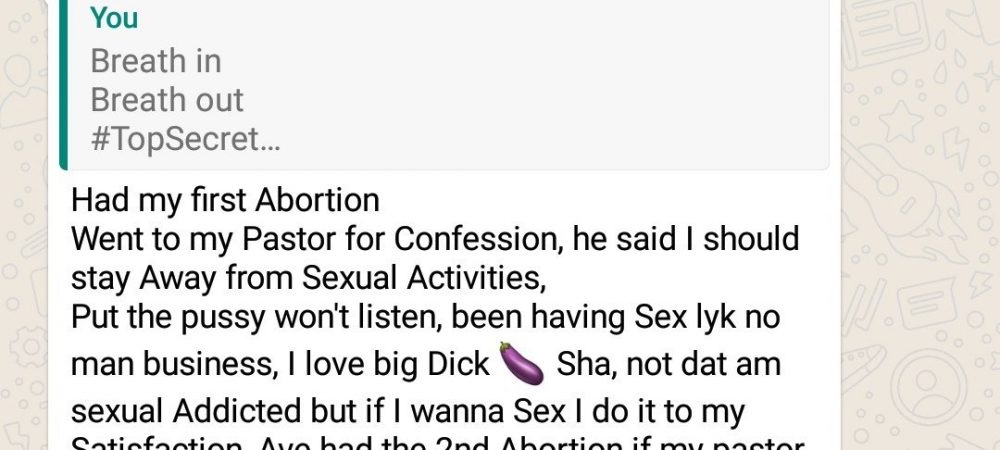 You
Breath in
Breath out
#TopSecret...
Had my first Abortion
Went to my Pastor for Confession, he said I should
stay Away from Sexual Activities,
Put the pussy won't listen, been having Sex lyk no
man business, I love big Dick 🍆 Sha, not dat am
sexual Addicted but if I wanna Sex I do it to my
Satisfaction, Ave had the 2nd Abortion if my pastor